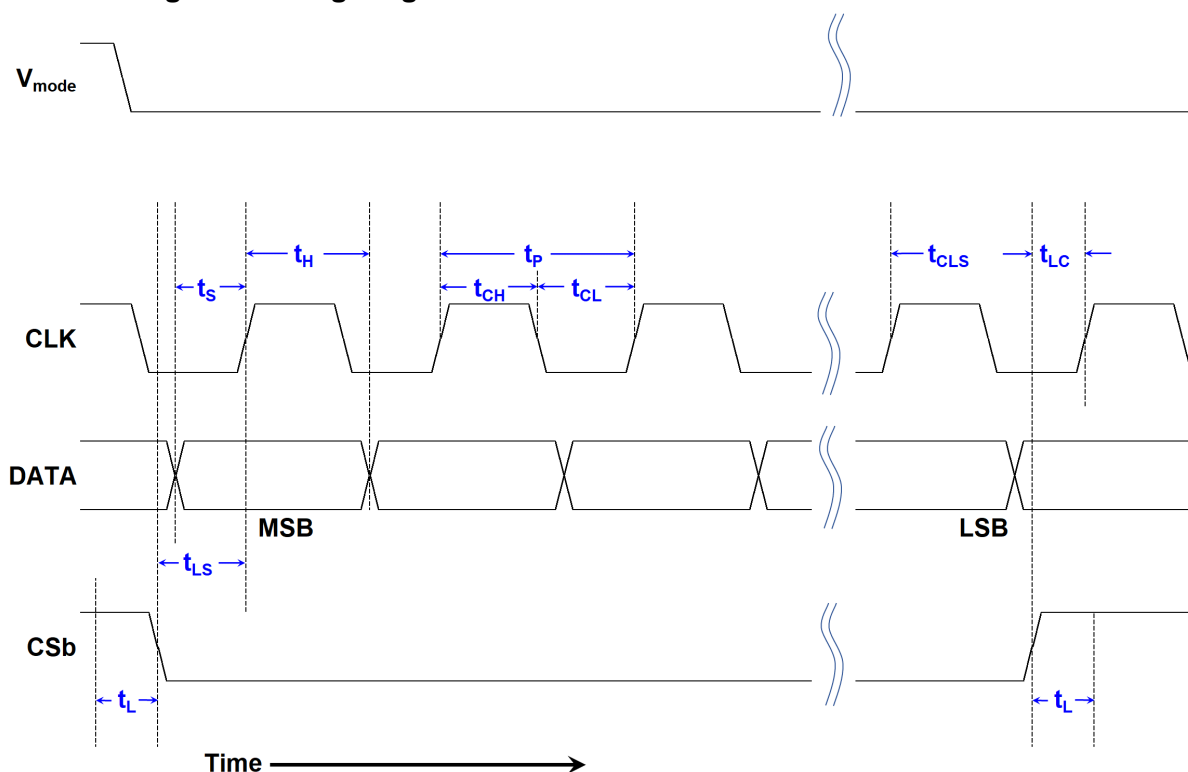 Vmode
tH
tP
tCLS
tLC
tS
tCH
tCL
CLK
DATA
MSB
LSB
tLS
CSb
tL
tL
Time